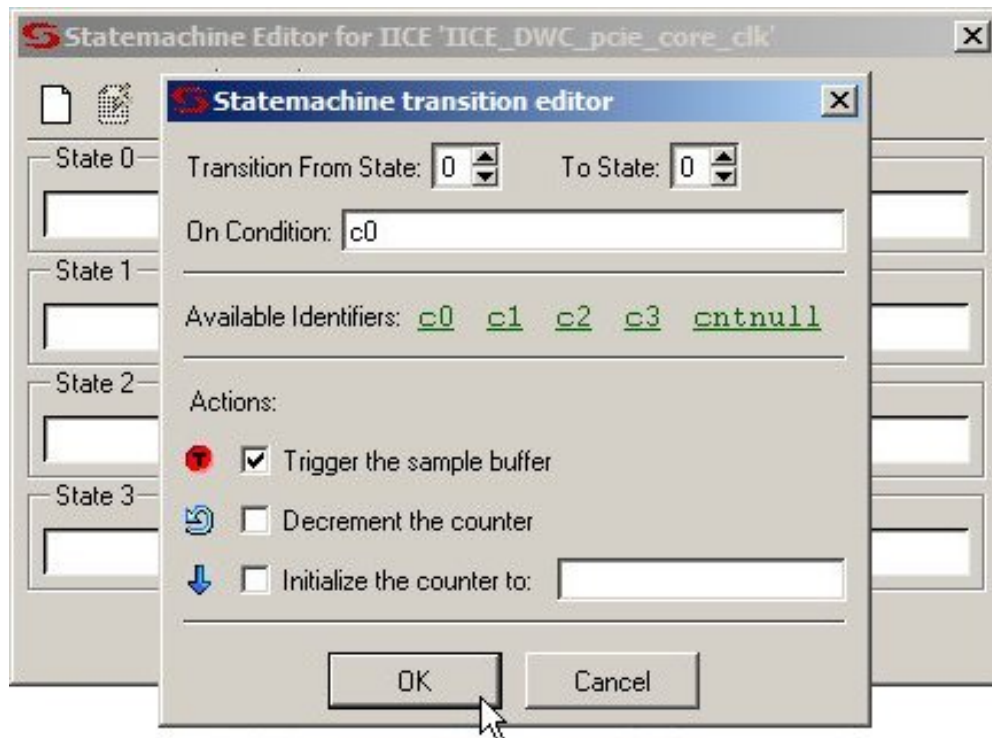 Statemachine Editor for IICE 'IICE_DWC_pcie_core_clk'
Statemachine transition editor
State 0
Transition From State: 0 To State: 0
On Condition: c0
State 1
Available Identifiers: c0 c1 c2 c3 cntnull
State 2
Actions:
T Trigger the sample buffer
State 3
Decrement the counter
Initialize the counter to:
OK Cancel